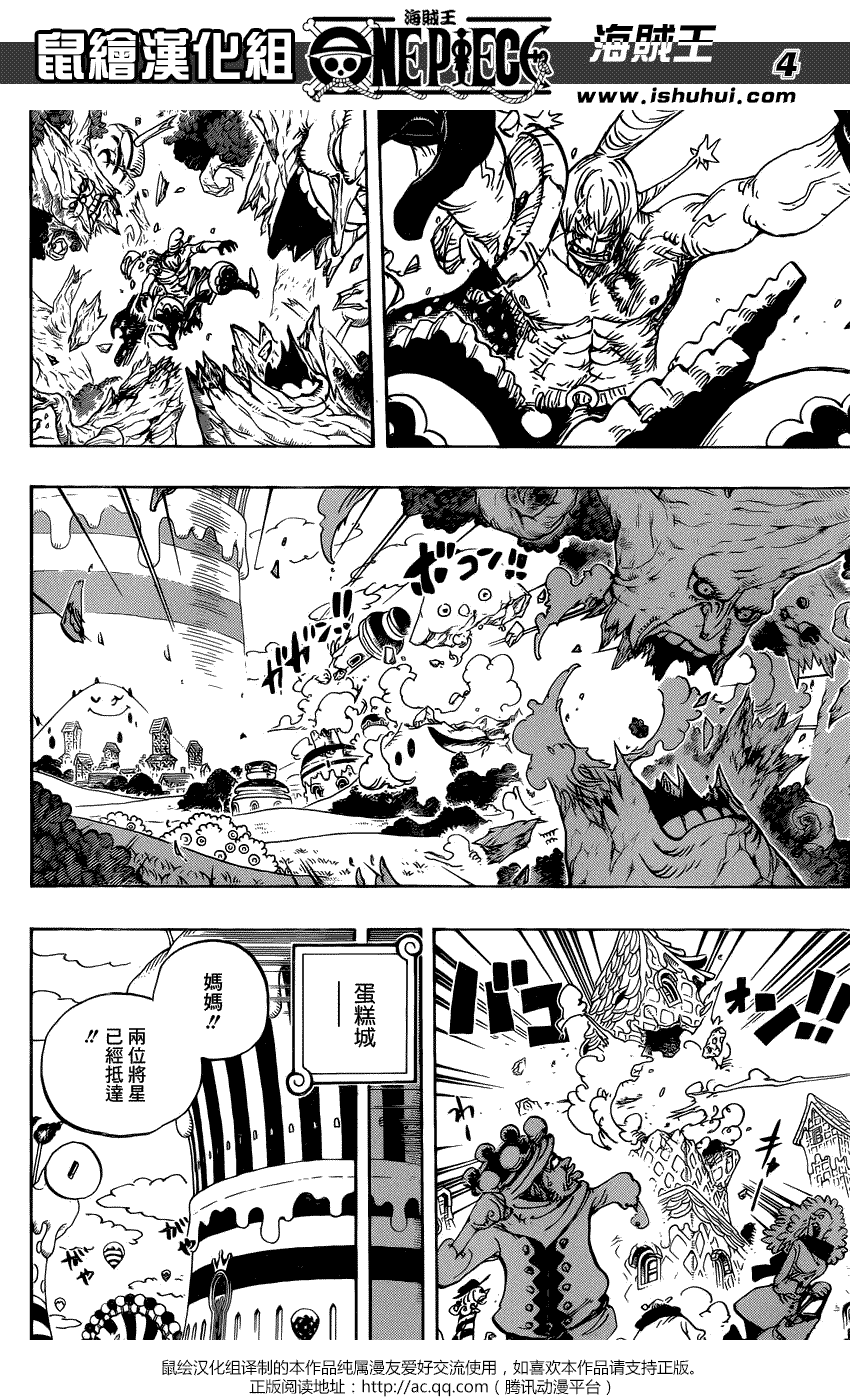 鼠繪漢化組
海賊王
ONE PIECE
海賊王
4
www.ishuhui.com
ボコン!!
ガガァン!!
バコ
ォン!!
蛋糕城
——
媽媽!!
兩位將星
已經抵達
!!
！
鼠绘汉化组译制的本作品纯属漫友爱好交流使用，如喜欢本作品请支持正版。
正版阅读地址：http://ac.qq.com（腾讯动漫平台）